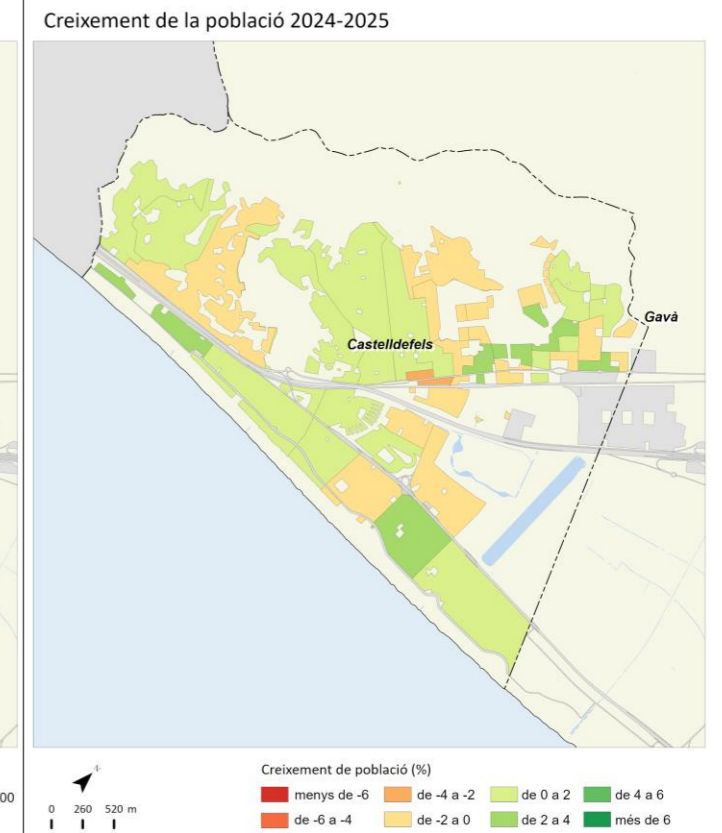 Creixement de la població 2024-2025
Gavà
Castelldefels
00
0 260 520 m
Creixement de població (%)
menys de -6
de -4 a -2
de 0 a 2
de 4 a 6
de -6 a -4
de -2 a 0
de 2 a 4
més de 6